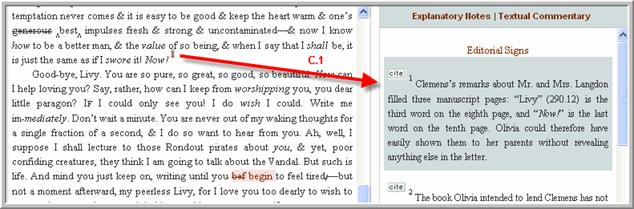 temptation never comes & it is easy to be good & keep the heart warm & one's
generous best impulses fresh & strong & uncontaminated—& now I know
how to be a better man, & the value of so being, & when I say that I shall be, it
is just the same as if I swore it! Now! 1
C.1
Good-bye, Livy. You are so pure, so great, so good, so beautiful. How can
I help loving you? Say, rather, how can I keep from worshipping you, you dear
little paragon? If I could only see you! I do wish I could. Write me
im-mediately. Don't wait a minute. You are never out of my waking thoughts for
a single fraction of a second, & I do so want to hear from you. Ah, well, I
suppose I shall lecture to those Rondout pirates about you, & yet, poor
confiding creatures, they think I am going to talk about the Vandal. But such is
life. And mind you just keep on, writing until you bef begin to feel tired,—but
not a moment afterward, my peerless Livy, for I love you too dearly to wish to
Explanatory Notes | Textual Commentary
Editorial Signs
cite
1 Clemens's remarks about Mr. and Mrs. Langdon
filled three manuscript pages: "Livy" (290.12) is the
third word on the eighth page, and "Now!" is the last
word on the tenth page. Olivia could therefore have
easily shown them to her parents without revealing
anything else in the letter.
cite
2 The book Olivia intended to lend Clemens has not